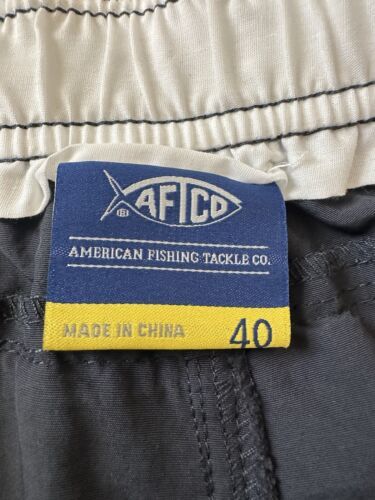 AFTCO
AMERICAN FISHING TACKLE CO.
MADE IN CHINA 40